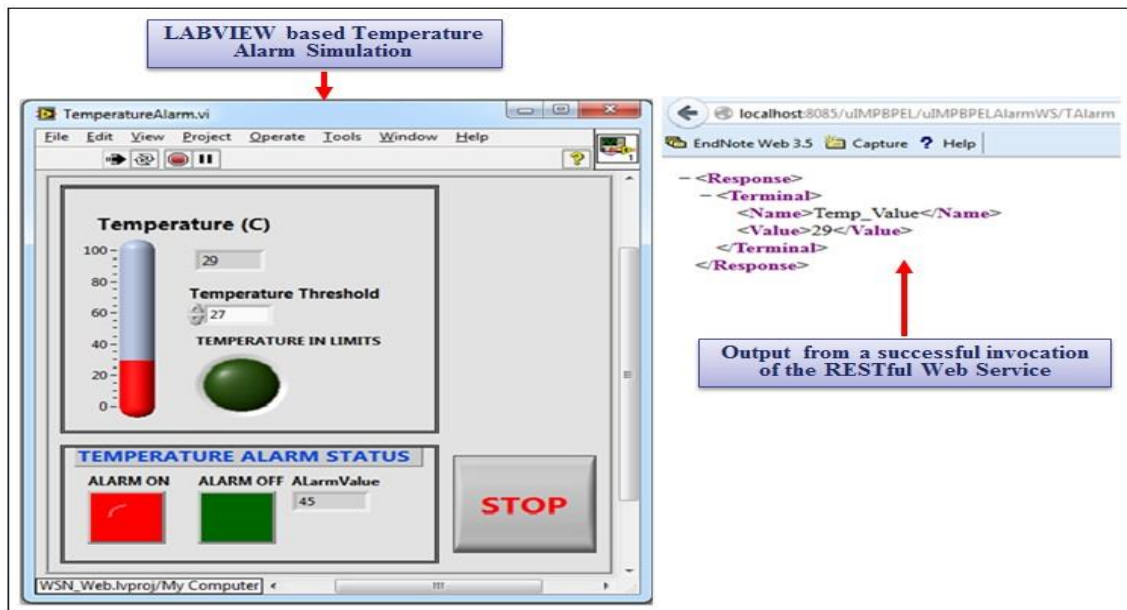 LABVIEW based Temperature
Alarm Simulation
TemperatureAlarm.vi
File Edit View Project Operate Tools Window Help
1
Temperature (C)
100
80
60
40
20
0
29
Temperature Threshold
27
TEMPERATURE IN LIMITS
TEMPERATURE ALARM STATUS
ALARM ON ALARM OFF ALarmValue
45
STOP
WSN_Web.lvproj/My Computer
localhost:8085/uIMPBPEL/uIMPBPELAlarmWS/TAlarm
EndNote Web 3.5 Capture ? Help
- <Response>
- <Terminal>
<Name>Temp_Value</Name>
<Value>29</Value>
</Terminal>
</Response>
Output from a successful invocation
of the RESTful Web Service